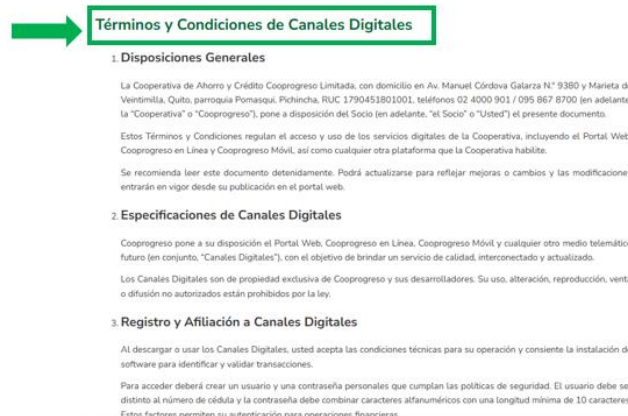 Términos y Condiciones de Canales Digitales
1. Disposiciones Generales
La Cooperativa de Ahorro y Crédito Cooprogreso Limitada, con domicilio en Av. Manuel Córdova Galarza N.° 9380 y Marieta de
Veintimilla, Quito, parroquia Pomasqui, Pichincha, RUC 1790451801001, teléfonos 02 4000 901 / 095 867 8700 (en adelante,
la "Cooperativa" o "Cooprogreso"), pone a disposición del Socio (en adelante, "el Socio" o "Usted") el presente documento.
Estos Términos y Condiciones regulan el acceso y uso de los servicios digitales de la Cooperativa, incluyendo el Portal Web,
Cooprogreso en Línea y Cooprogreso Móvil, así como cualquier otra plataforma que la Cooperativa habilite.
Se recomienda leer este documento detenidamente. Podrá actualizarse para reflejar mejoras o cambios y las modificaciones
entrarán en vigor desde su publicación en el portal web.
2. Especificaciones de Canales Digitales
Cooprogreso pone a su disposición el Portal Web, Cooprogreso en Línea, Cooprogreso Móvil y cualquier otro medio telemático
futuro (en conjunto, "Canales Digitales"), con el objetivo de brindar un servicio de calidad, interconectado y actualizado.
Los Canales Digitales son de propiedad exclusiva de Cooprogreso y sus desarrolladores. Su uso, alteración, reproducción, venta
o difusión no autorizados están prohibidos por la ley.
3. Registro y Afiliación a Canales Digitales
Al descargar o usar los Canales Digitales, usted acepta las condiciones técnicas para su operación y consiente la instalación de
software para identificar y validar transacciones.
Para acceder deberá crear un usuario y una contraseña personales que cumplan las políticas de seguridad. El usuario debe ser
distinto al número de cédula y la contraseña debe combinar caracteres alfanuméricos con una longitud mínima de 10 caracteres.
Estos factores permiten su autenticación para operaciones financieras.